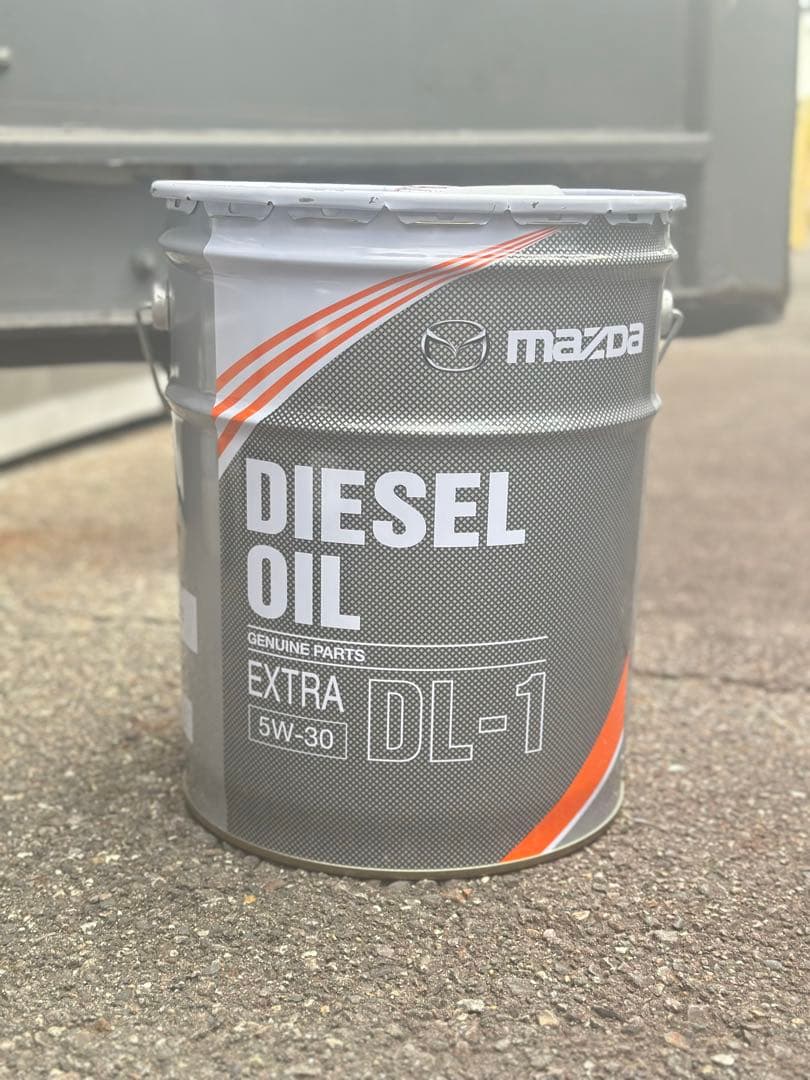 mazda
DIESEL
OIL
GENUINE PARTS
EXTRA
5W-30
DL-1